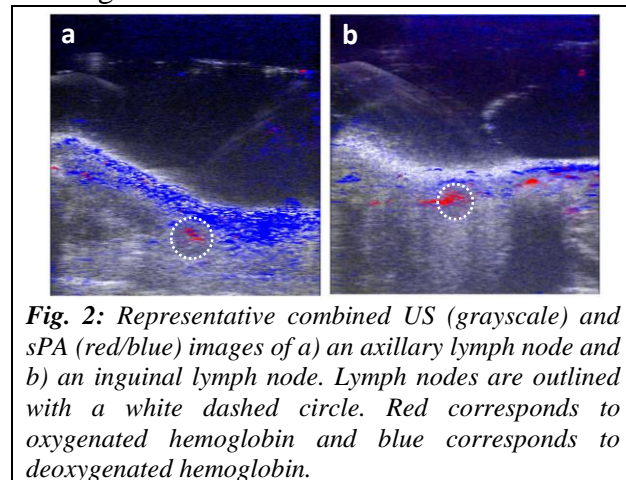 a
b
Fig. 2: Representative combined US (grayscale) and
sPA (red/blue) images of a) an axillary lymph node and
b) an inguinal lymph node. Lymph nodes are outlined
with a white dashed circle. Red corresponds to
oxygenated hemoglobin and blue corresponds to
deoxygenated hemoglobin.